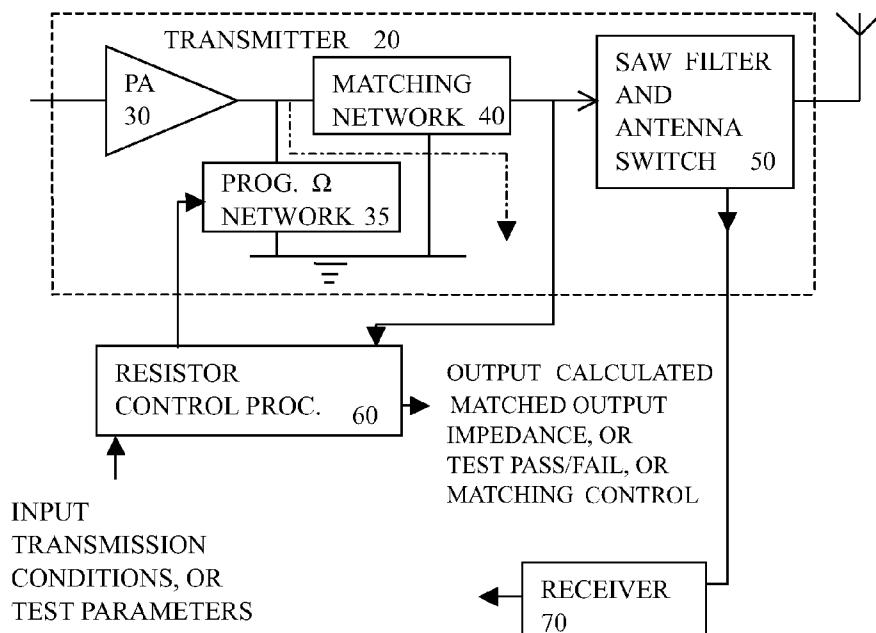 TRANSMITTER 20
PA
30
MATCHING
NETWORK 40
SAW FILTER
AND
ANTENNA
SWITCH 50
PROG. Ω
NETWORK 35
RESISTOR
CONTROL PROC. 60
OUTPUT CALCULATED
MATCHED OUTPUT
IMPEDANCE, OR
TEST PASS/FAIL, OR
MATCHING CONTROL
INPUT
TRANSMISSION
CONDITIONS, OR
TEST PARAMETERS
RECEIVER
70